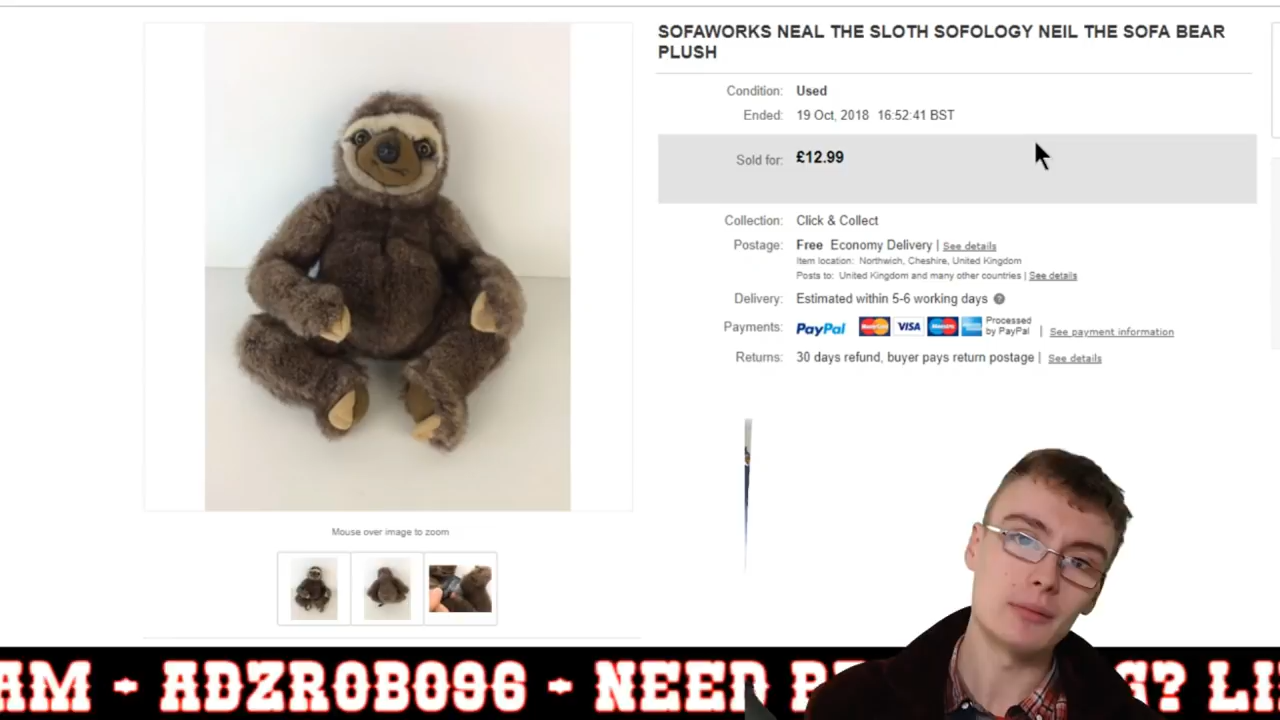 SOFAWORKS NEAL THE SLOTH SOFOLOGY NEIL THE SOFA BEAR
PLUSH
Condition: Used
Ended: 19 Oct, 2018 16:52:41 BST
Sold for: £12.99
Collection: Click & Collect
Postage: Free Economy Delivery | See details
Item location: Northwich, Cheshire, United Kingdom
Posts to: United Kingdom and many other countries | See details
Delivery: Estimated within 5-6 working days
Payments: PayPal MasterCard VISA Maestro Processed by PayPal | See payment information
Returns: 30 days refund, buyer pays return postage | See details
Mouse over image to zoom
AM - ADZROB096 - NEED